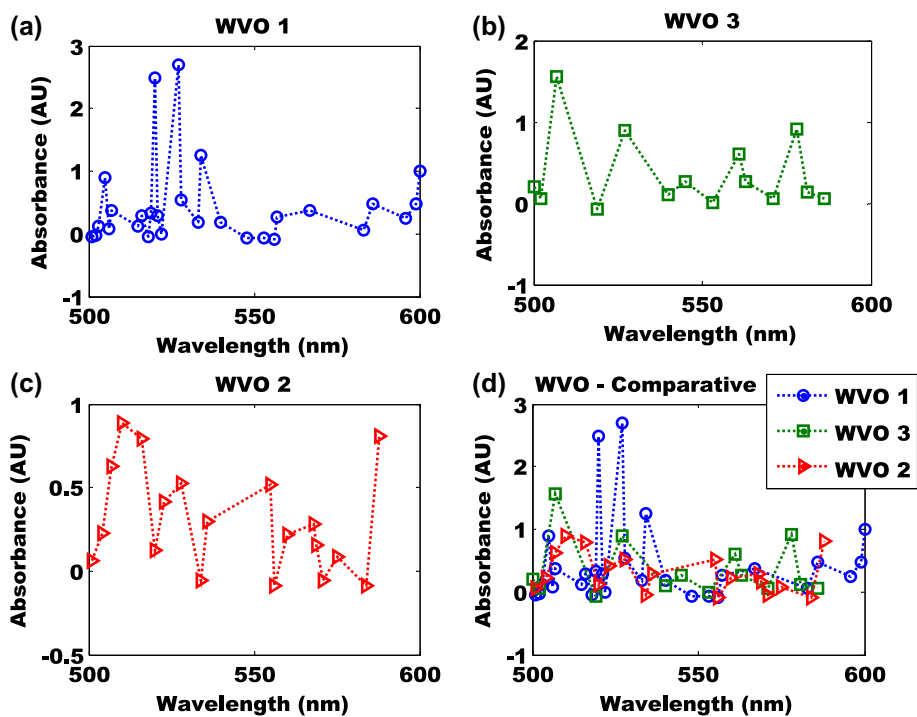 (a)
WVO 1
3
2
1
0
-1
Absorbance (AU)
500
550
600
Wavelength (nm)
(b)
WVO 3
2
1
0
-1
Absorbance (AU)
500
550
600
Wavelength (nm)
(c)
WVO 2
1
0.5
0
-0.5
Absorbance (AU)
500
550
600
Wavelength (nm)
(d)
WVO - Comparative
3
2
1
0
-1
Absorbance (AU)
500
550
600
Wavelength (nm)
WVO 1
WVO 3
WVO 2